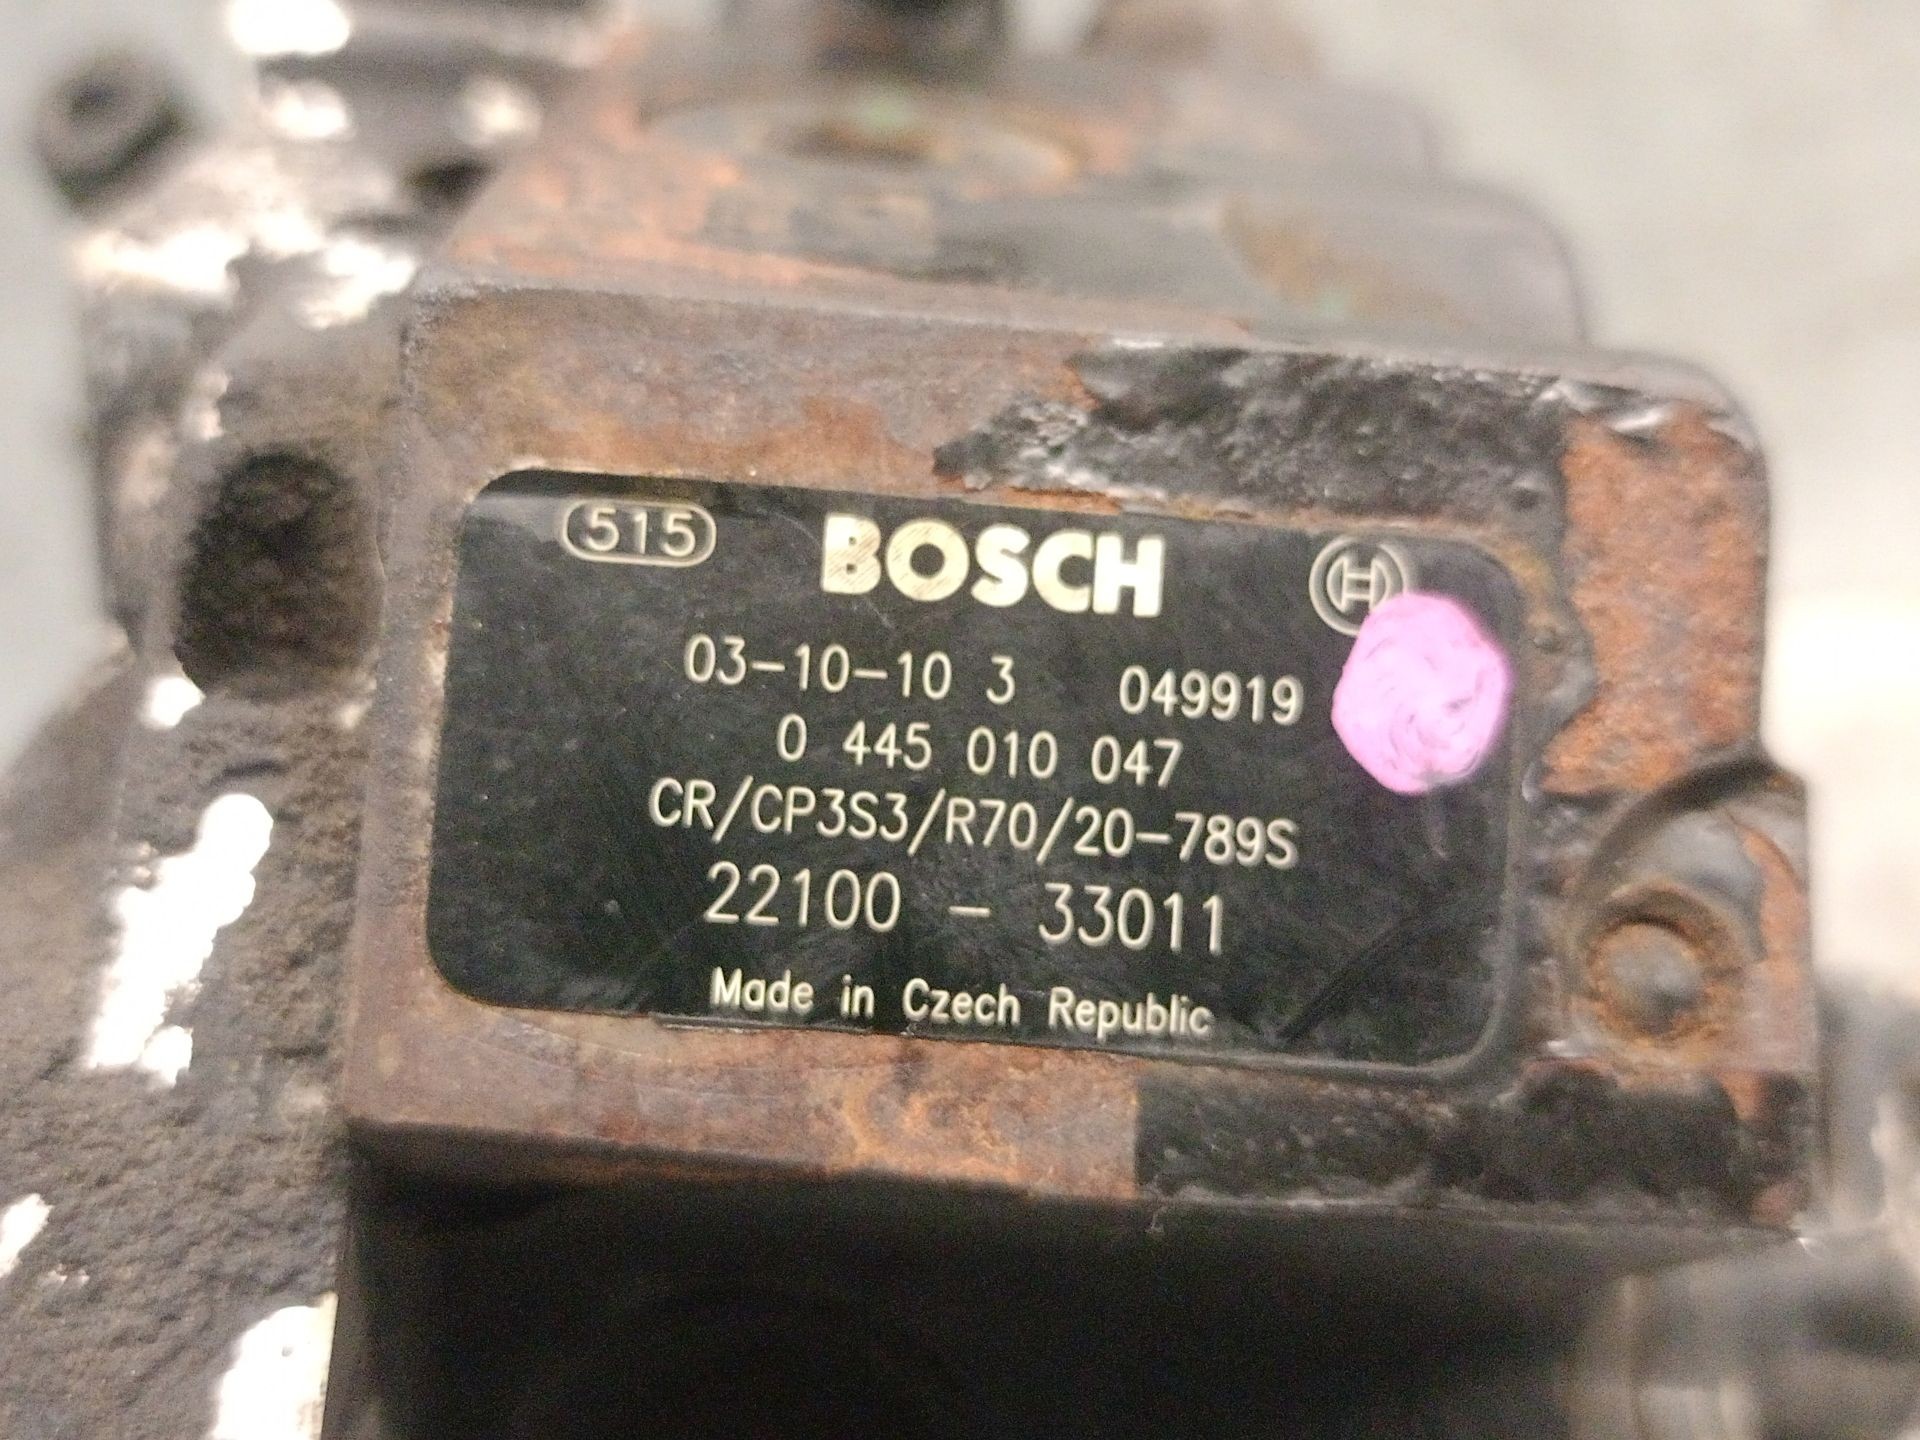 515 BOSCH
03-10-10 3 049919
0 445 010 047
CR/CP3S3/R70/20-789S
22100 - 33011
Made in Czech Republic